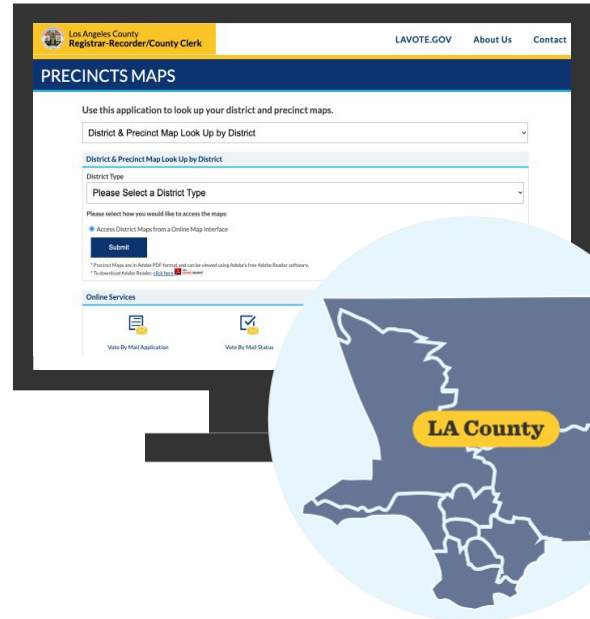 Los Angeles County
Registrar-Recorder/County Clerk
LAVOTE.GOV About Us Contact
PRECINCTS MAPS
Use this application to look up your district and precinct maps.
District & Precinct Map Look Up by District
District & Precinct Map Look Up by District
District Type
Please Select a District Type
Please select how you would like to access the maps:
Access District Maps from a Online Map Interface
Submit
* Precinct Maps are in Adobe PDF format and can be viewed using Adobe's free Adobe Reader software.
* To download Adobe Reader, click here
Online Services
Vote By Mail Application Vote By Mail Status
LA County